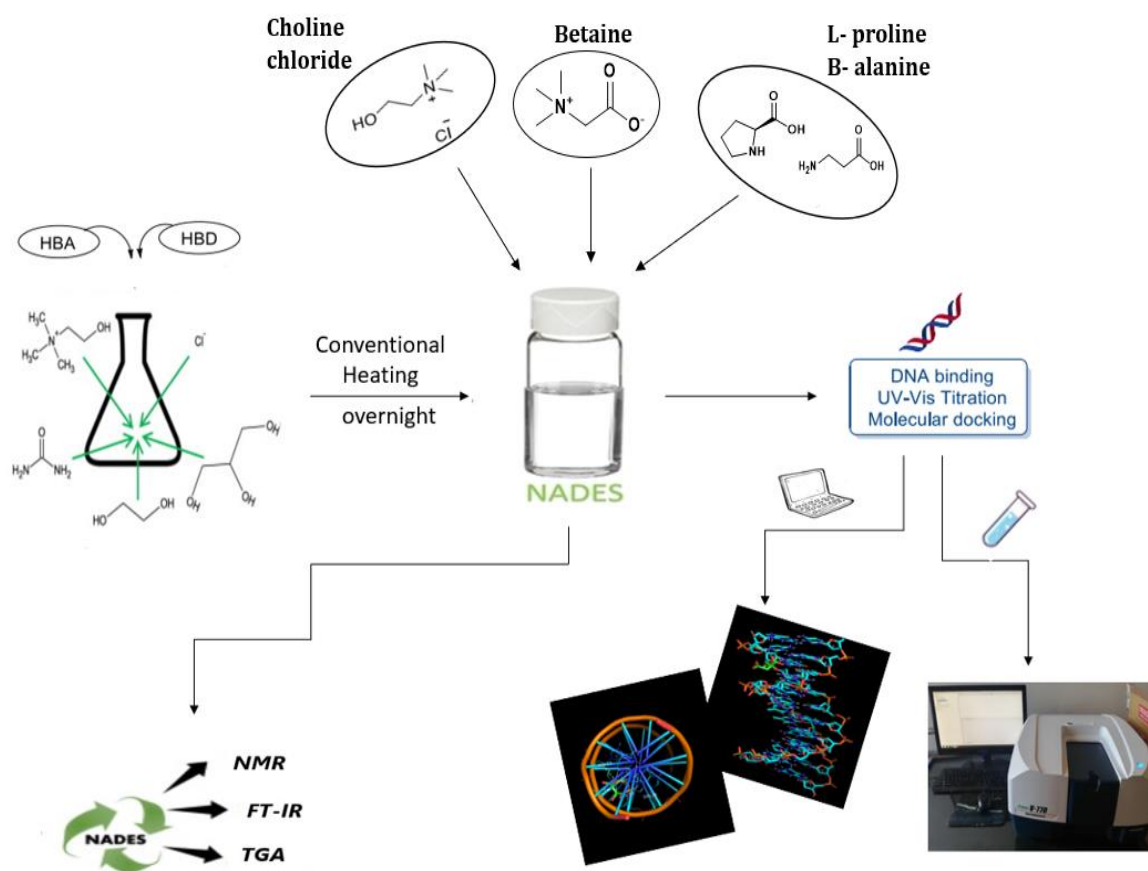 Choline
chloride
Betaine
L- proline
B- alanine
HO
N+
Cl-
N+
O
O-
O
OH
NH
H2N
O
OH
HBA
HBD
H3C
N+
H3C
CH3
OH
Cl-
O
H2N
NH2
HO
OH
OH
OH
OH
Conventional
Heating
overnight
NADES
DNA binding
UV-Vis Titration
Molecular docking
NADES
NMR
FT-IR
TGA
V-770